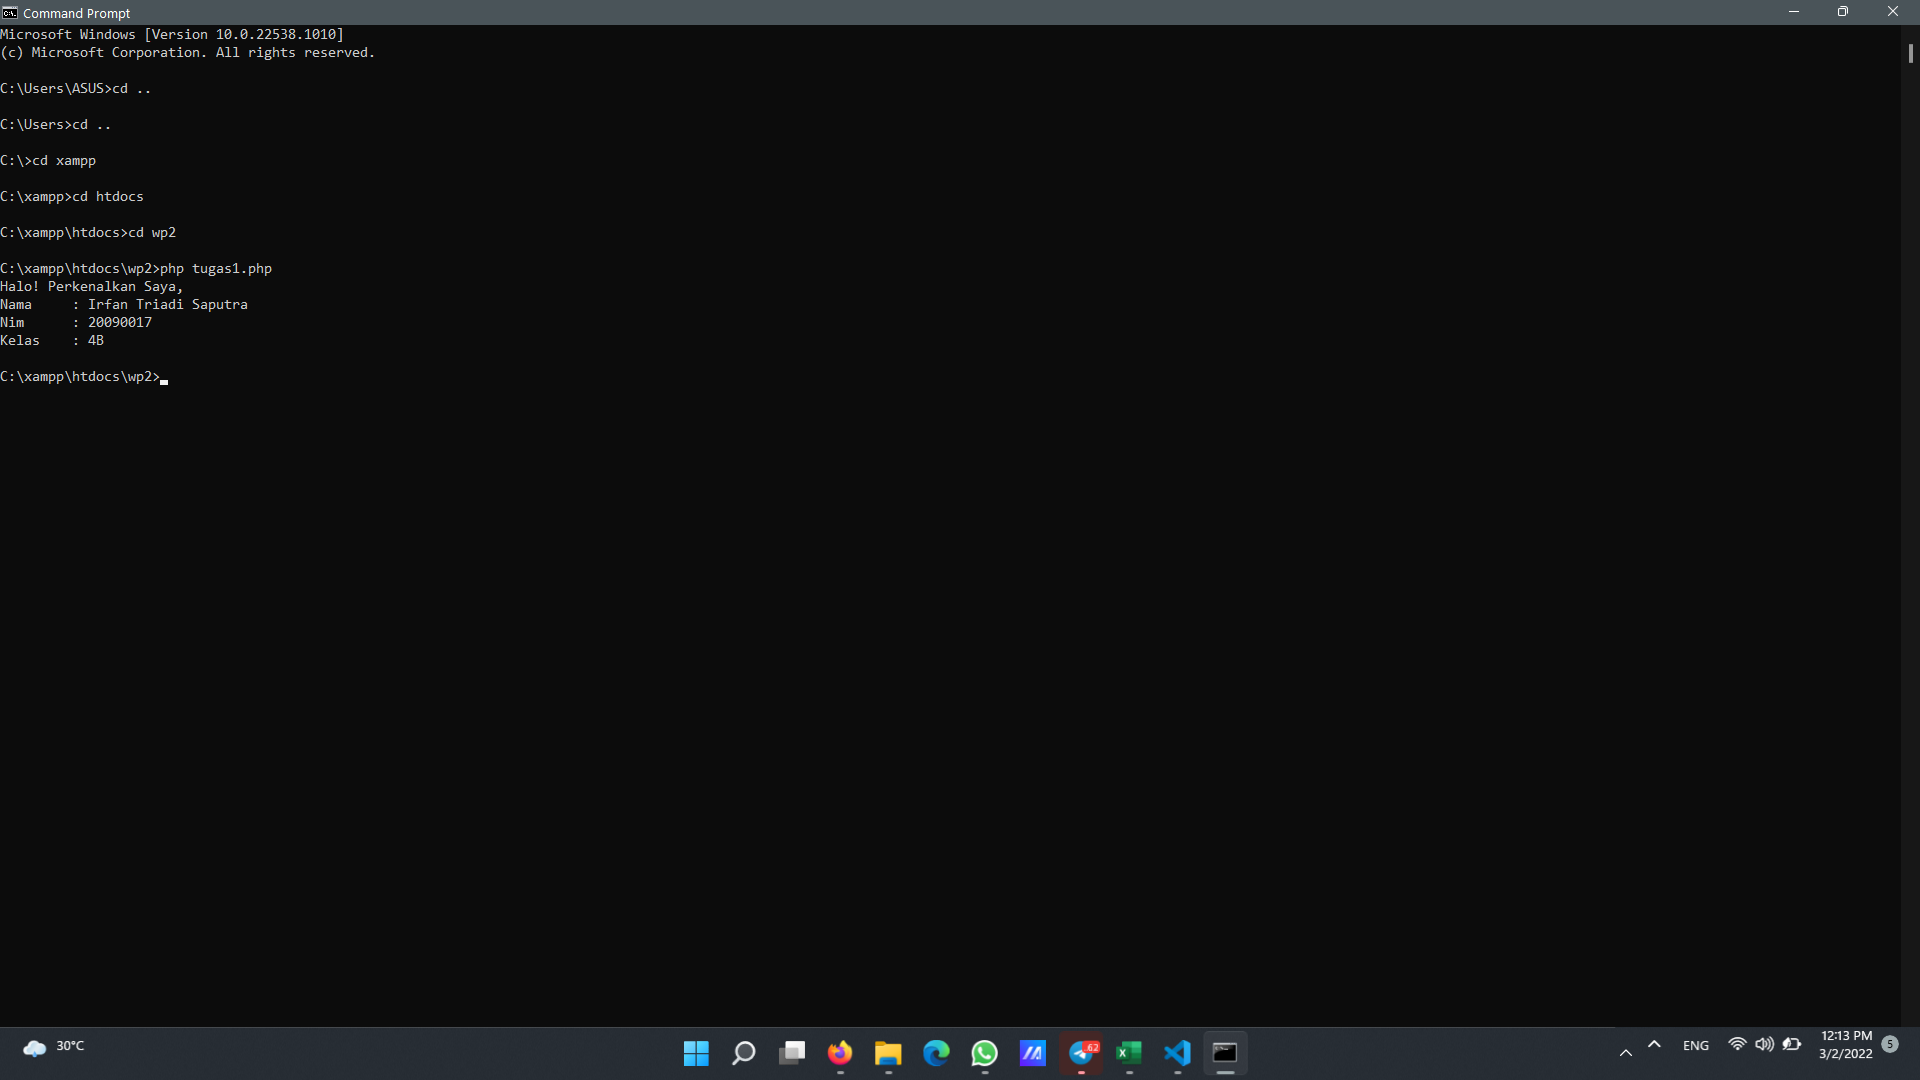 Command Prompt
Microsoft Windows [Version 10.0.22538.1010]
(c) Microsoft Corporation. All rights reserved.
C:\Users\ASUS>cd ..
C:\Users>cd ..
C:\>cd xampp
C:\xampp>cd htdocs
C:\xampp\htdocs>cd wp2
C:\xampp\htdocs\wp2>php tugas1.php
Halo! Perkenalkan Saya,
Nama     : Irfan Triadi Saputra
Nim      : 20090017
Kelas    : 4B
C:\xampp\htdocs\wp2>
30°C
62
ENG
12:13 PM
3/2/2022
5